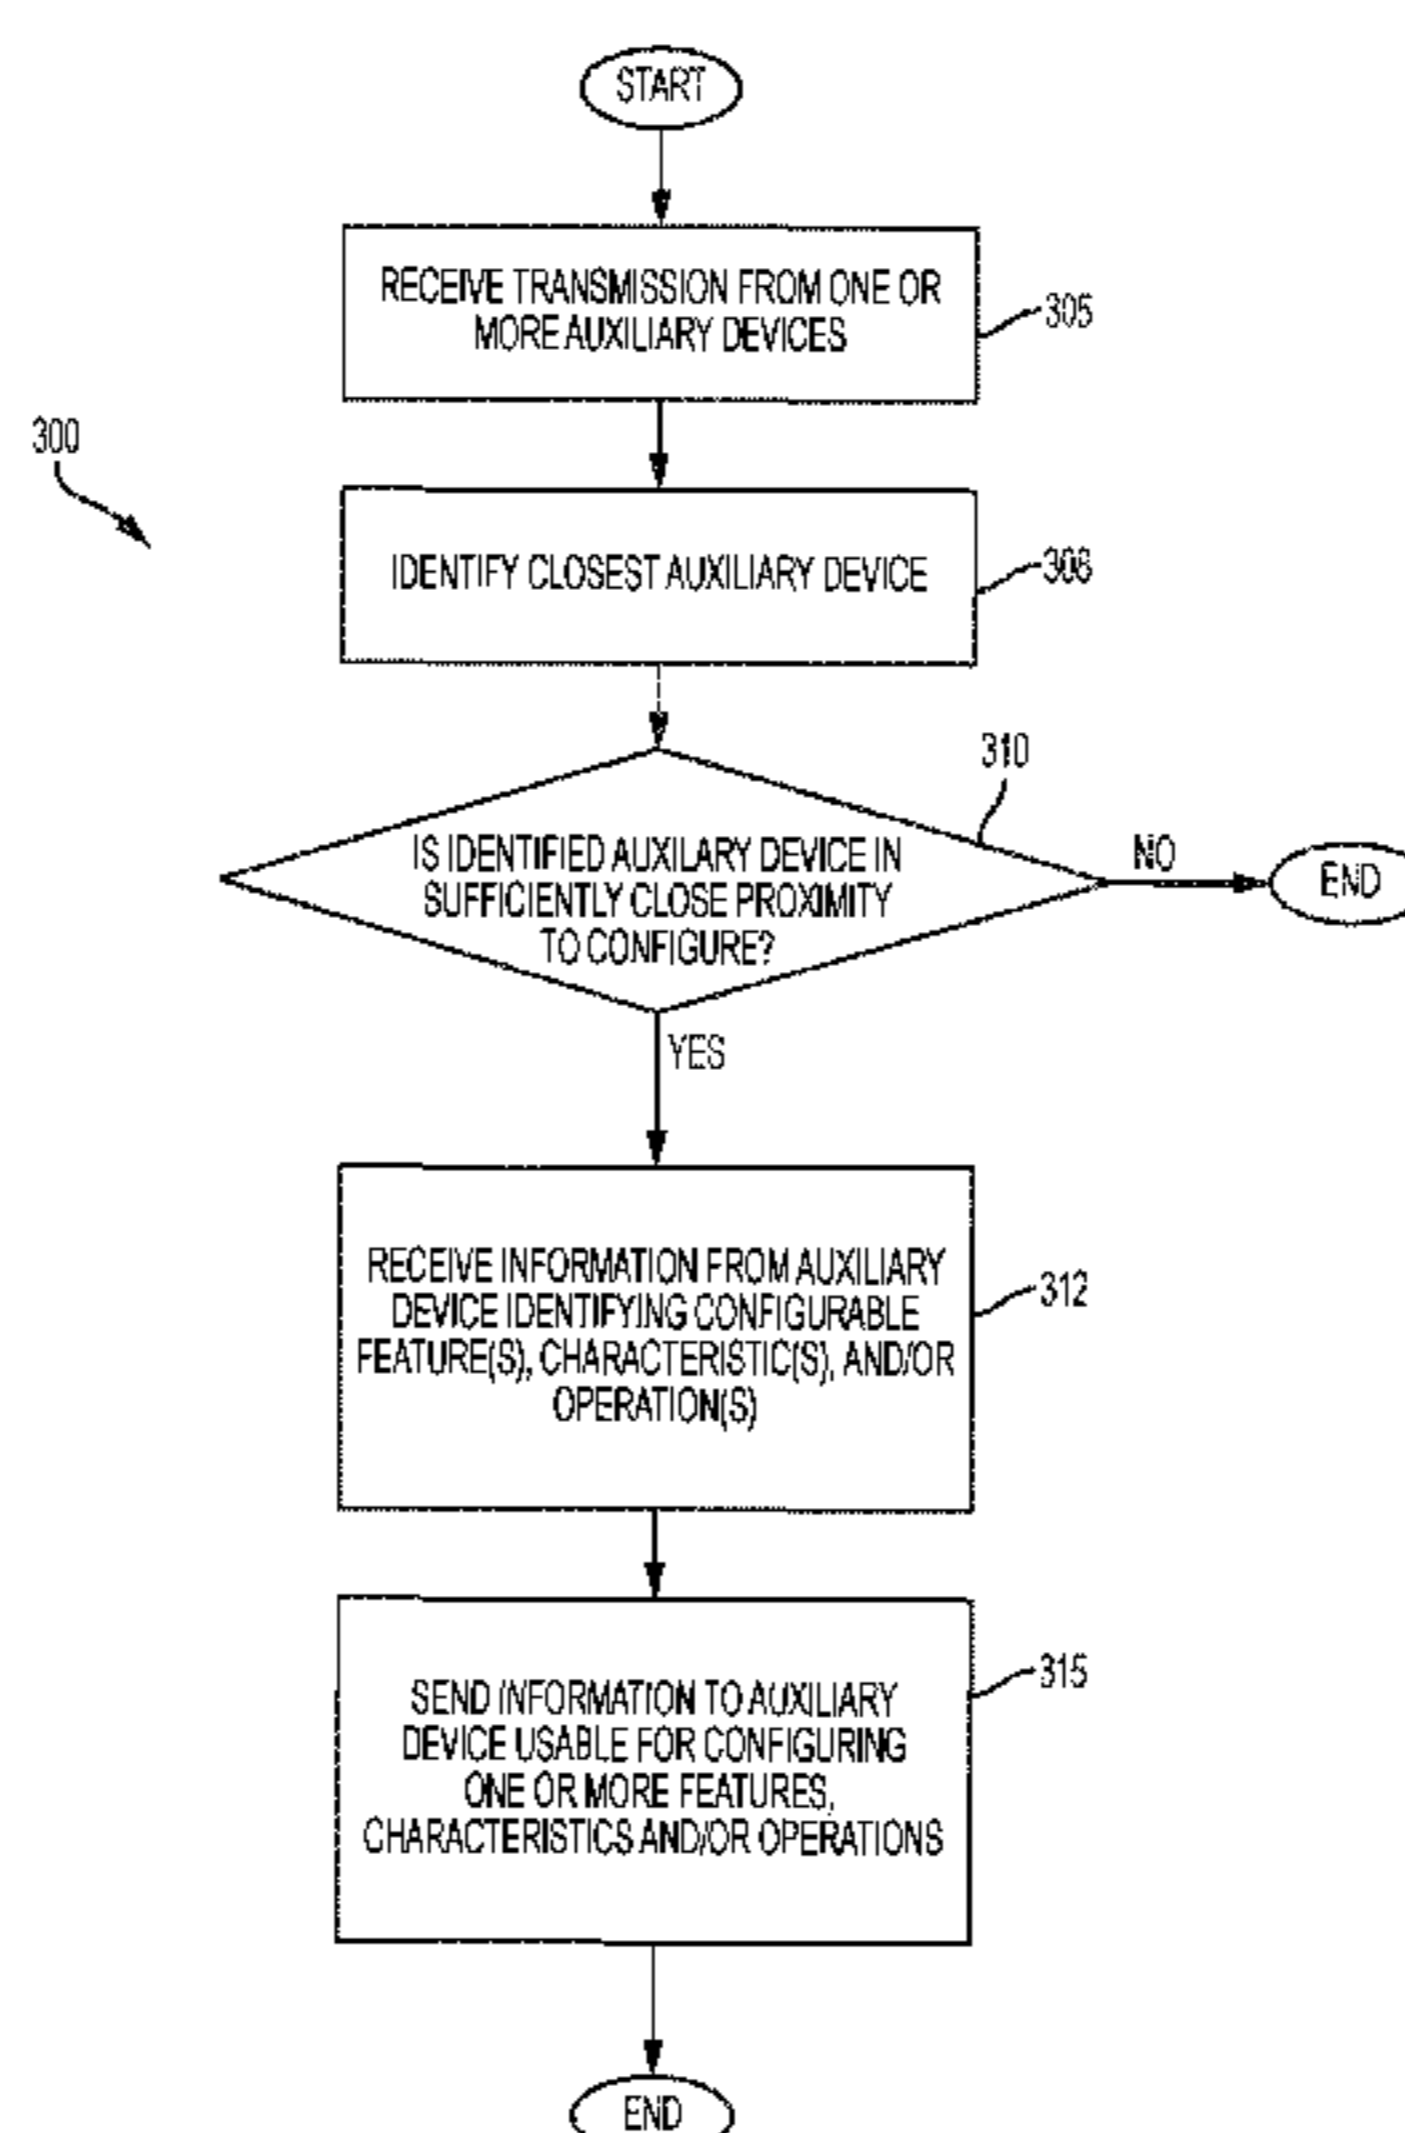 START
RECEIVE TRANSMISSION FROM ONE OR
MORE AUXILIARY DEVICES
305
300
IDENTIFY CLOSEST AUXILIARY DEVICE
308
310
IS IDENTIFIED AUXILARY DEVICE IN
SUFFICIENTLY CLOSE PROXIMITY
TO CONFIGURE?
NO
END
YES
RECEIVE INFORMATION FROM AUXILIARY
DEVICE IDENTIFYING CONFIGURABLE
FEATURE(S), CHARACTERISTIC(S), AND/OR
OPERATION(S)
312
SEND INFORMATION TO AUXILIARY
DEVICE USABLE FOR CONFIGURING
ONE OR MORE FEATURES,
CHARACTERISTICS AND/OR OPERATIONS
315
END